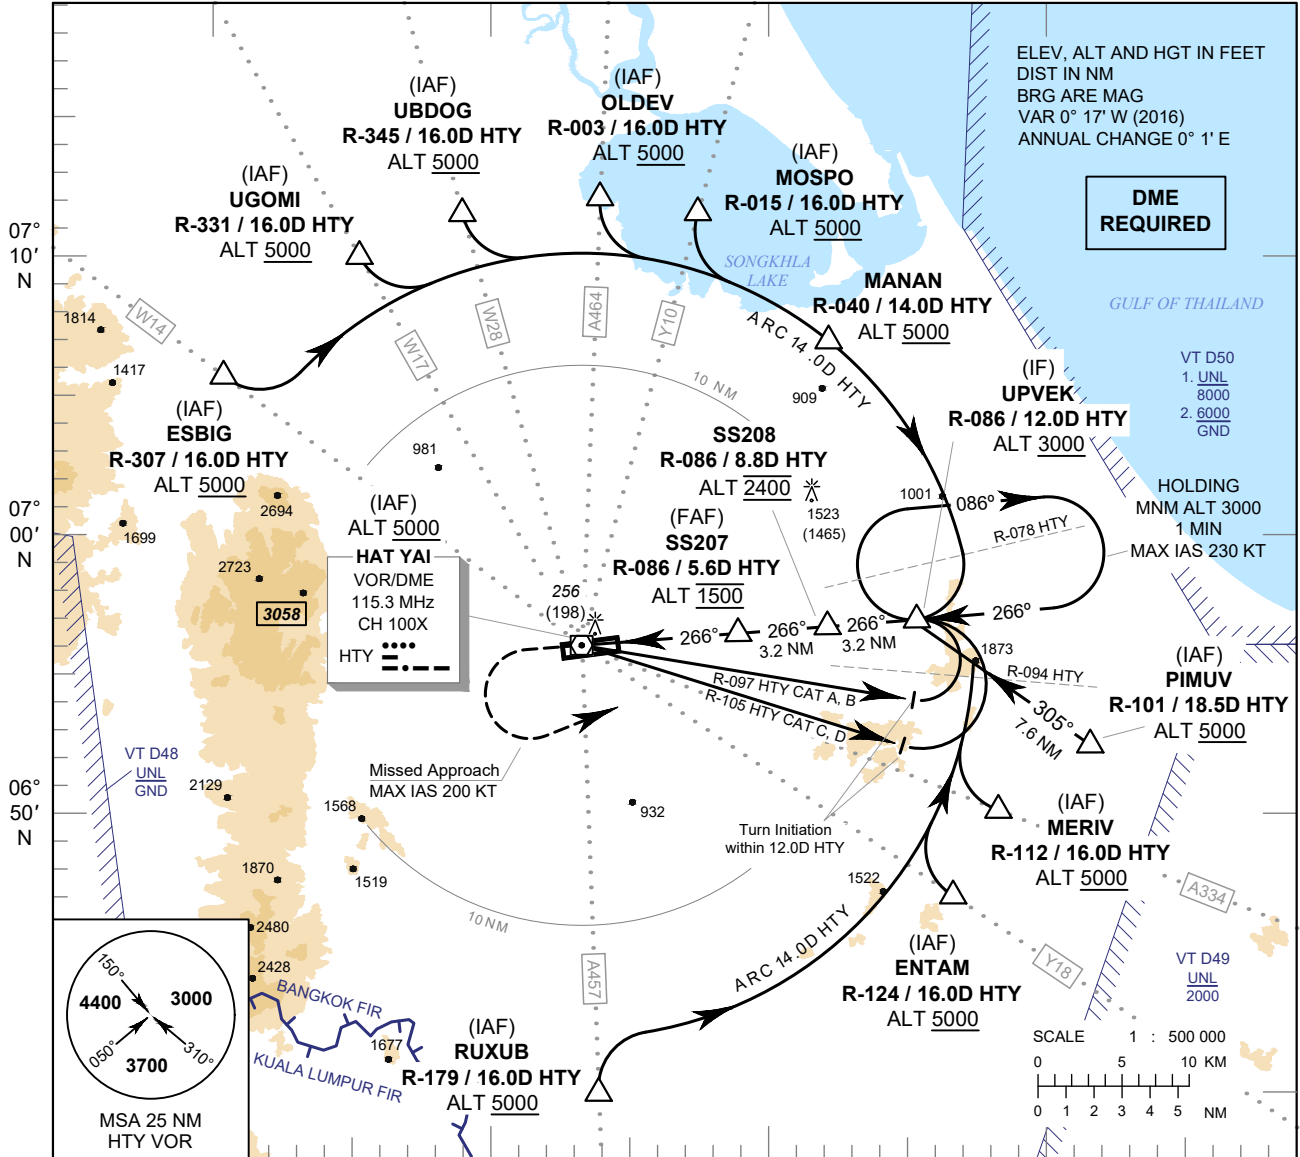 ELEV, ALT AND HGT IN FEET
DIST IN NM
BRG ARE MAG
VAR 0° 17' W (2016)
ANNUAL CHANGE 0° 1' E
DME
REQUIRED
(IAF)
UBDOG
R-345 / 16.0D HTY
ALT 5000
(IAF)
OLDEV
R-003 / 16.0D HTY
ALT 5000
(IAF)
MOSPO
R-015 / 16.0D HTY
ALT 5000
(IAF)
UGOMI
R-331 / 16.0D HTY
ALT 5000
07°
10'
N
SONGKHLA
LAKE
MANAN
R-040 / 14.0D HTY
ALT 5000
GULF OF THAILAND
1814
W14
W17
W28
A464
Y10
ARC 14.0D HTY
1417
10 NM
909
(IF)
UPVEK
R-086 / 12.0D HTY
ALT 3000
VT D50
1. UNL
8000
2. 6000
GND
(IAF)
ESBIG
R-307 / 16.0D HTY
ALT 5000
981
SS208
R-086 / 8.8D HTY
ALT 2400
1523
(1465)
1001
086°
R-078 HTY
HOLDING
MNM ALT 3000
1 MIN
MAX IAS 230 KT
07°
00'
N
2694
1699
2723
3058
(IAF)
ALT 5000
HAT YAI
VOR/DME
115.3 MHz
CH 100X
HTY
256
(198)
(FAF)
SS207
R-086 / 5.6D HTY
ALT 1500
266°
266°
3.2 NM
266°
3.2 NM
266°
1873
R-094 HTY
R-097 HTY CAT A, B
R-105 HTY CAT C, D
305°
7.6 NM
(IAF)
PIMUV
R-101 / 18.5D HTY
ALT 5000
VT D48
UNL
GND
Missed Approach
MAX IAS 200 KT
06°
50'
N
2129
1568
932
Turn Initiation
within 12.0D HTY
(IAF)
MERIV
R-112 / 16.0D HTY
ALT 5000
1870
1519
1522
A334
10 NM
2480
2428
A457
ARC 14.0D HTY
(IAF)
ENTAM
R-124 / 16.0D HTY
ALT 5000
Y18
VT D49
UNL
2000
150°
4400
3000
050°
310°
3700
MSA 25 NM
HTY VOR
BANGKOK FIR
KUALA LUMPUR FIR
1677
(IAF)
RUXUB
R-179 / 16.0D HTY
ALT 5000
SCALE 1 : 500 000
0 5 10 KM
0 1 2 3 4 5 NM